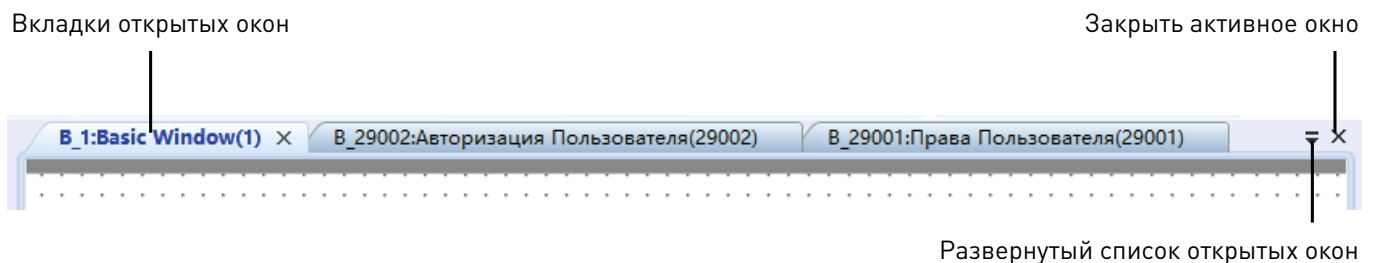 Вкладки открытых окон
Закрыть активное окно
B_1:Basic Window(1)
B_29002:Авторизация Пользователя(29002)
B_29001:Права Пользователя(29001)
Развернутый список открытых окон